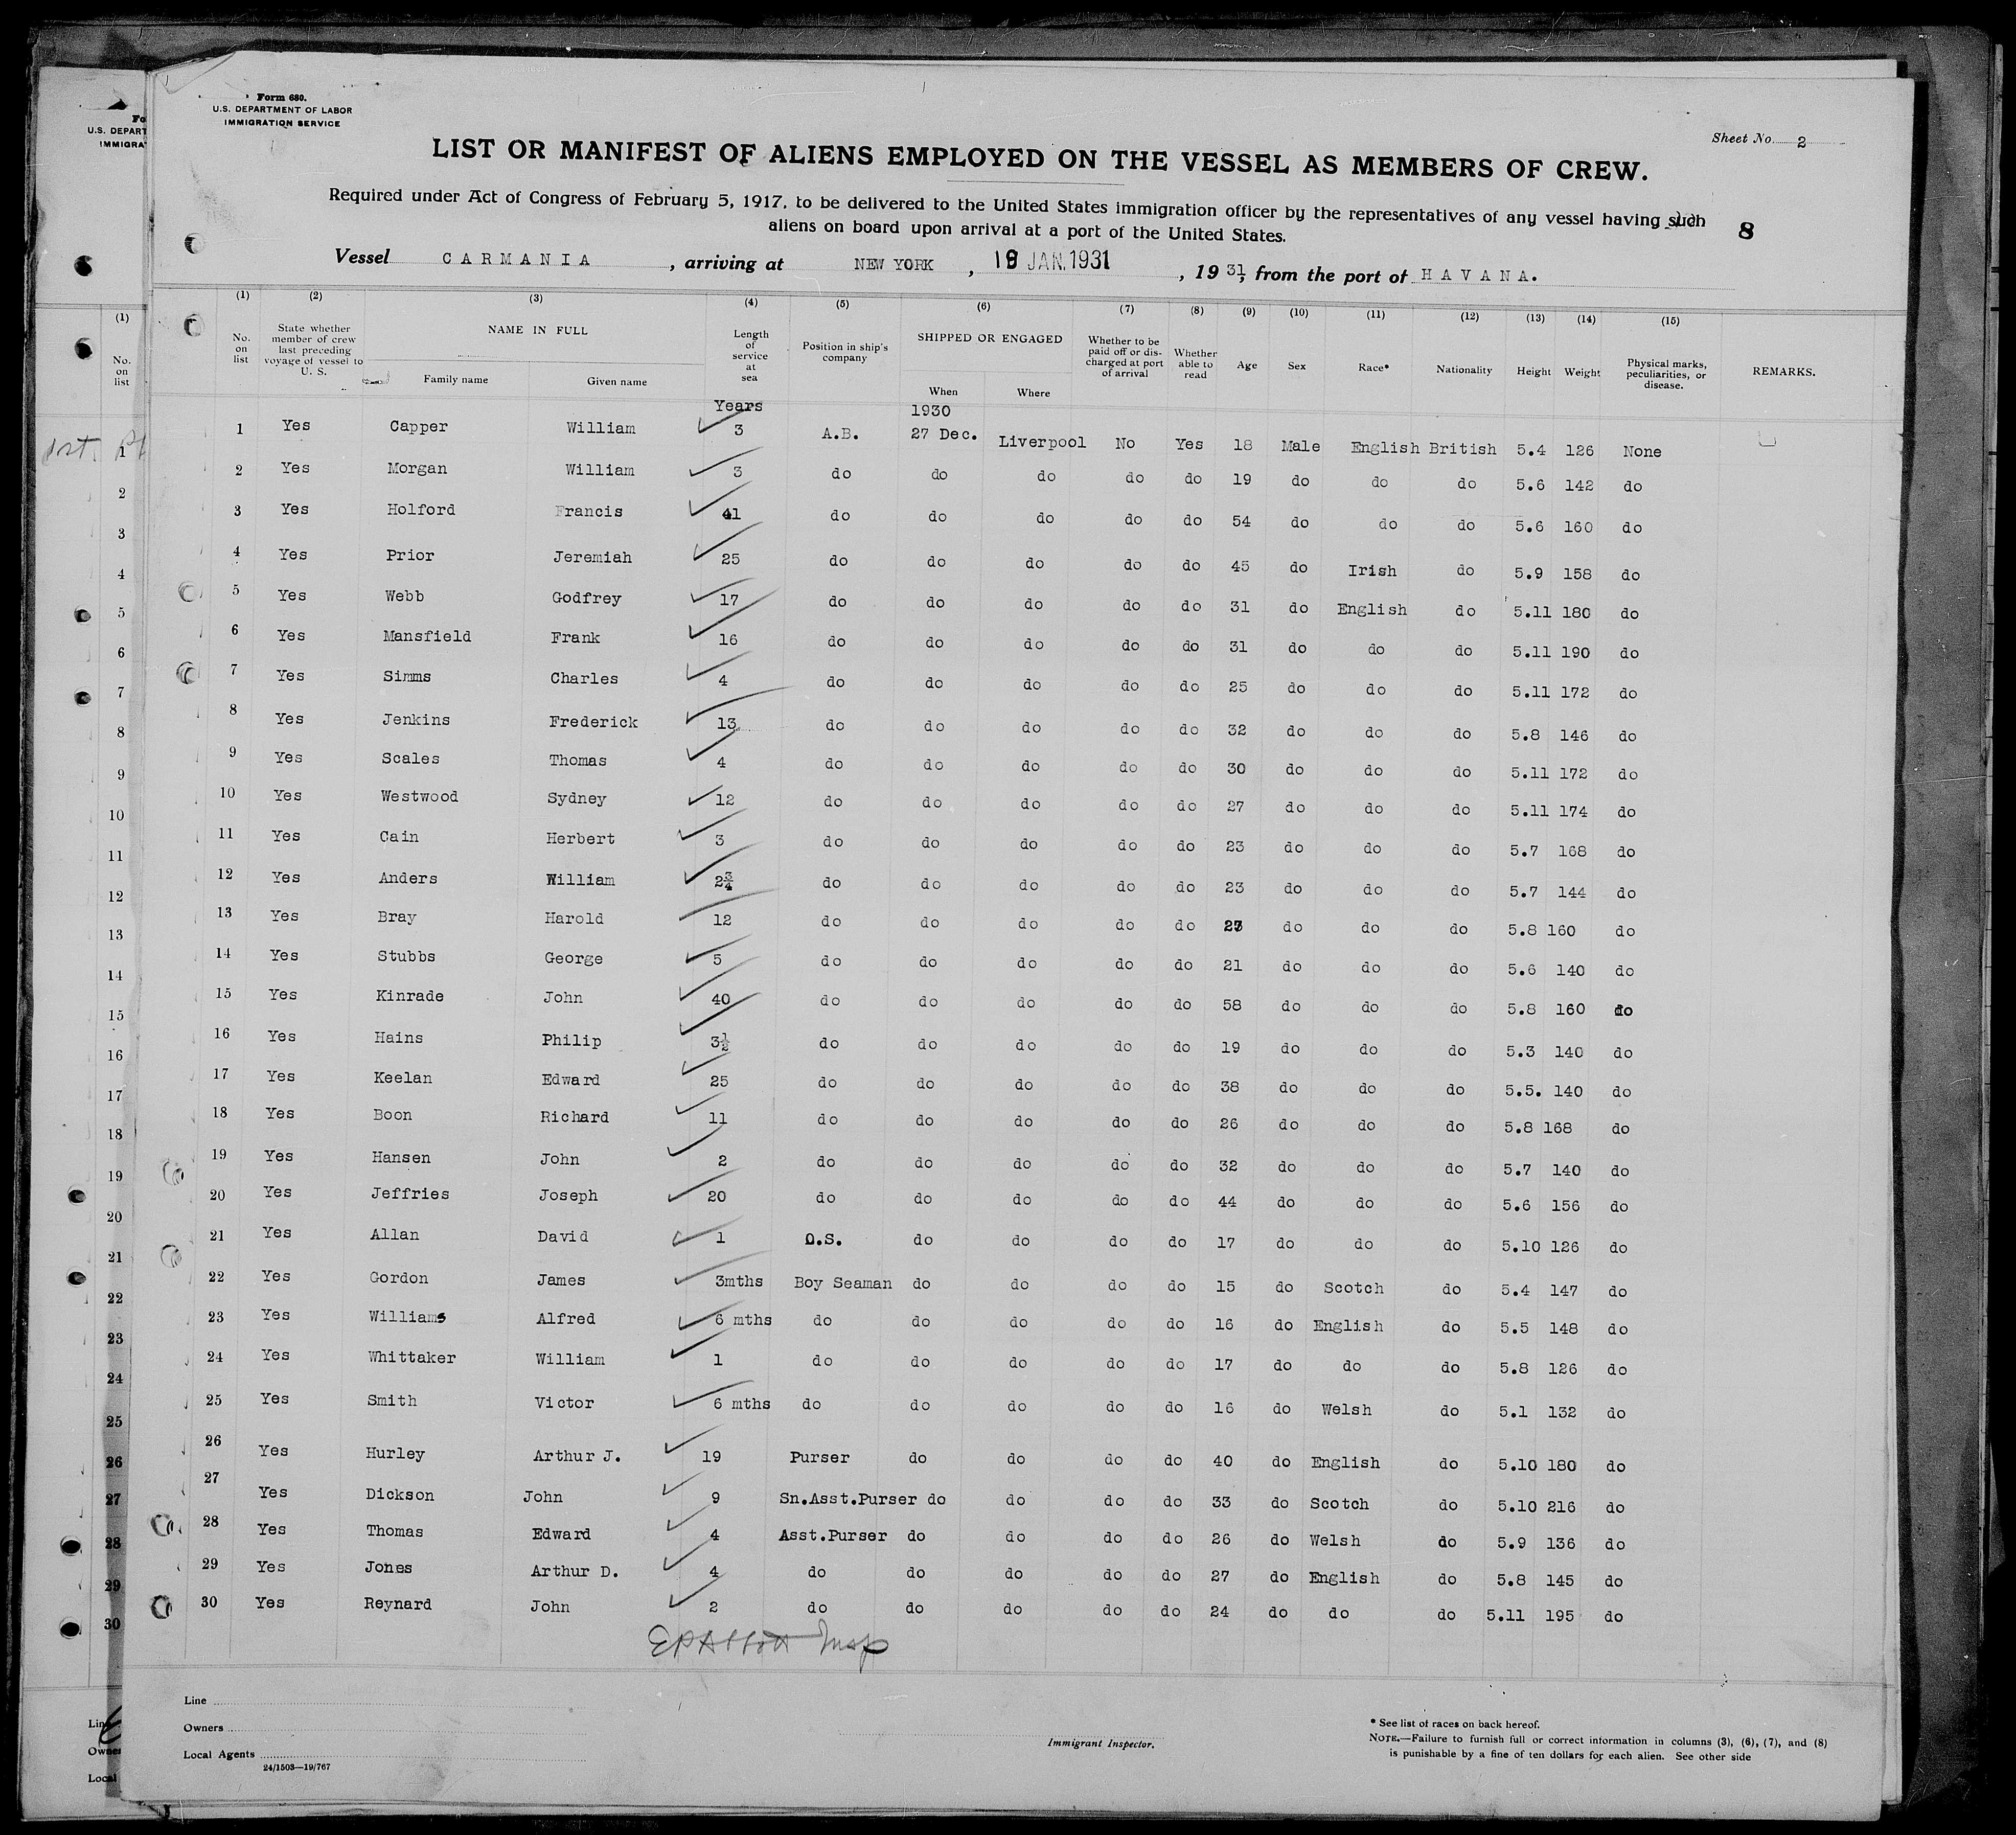 Form 680.
U.S. DEPARTMENT OF LABOR
IMMIGRATION SERVICE
Sheet No. 2
LIST OR MANIFEST OF ALIENS EMPLOYED ON THE VESSEL AS MEMBERS OF CREW.
Required under Act of Congress of February 5, 1917, to be delivered to the United States immigration officer by the representatives of any vessel having such
aliens on board upon arrival at a port of the United States.
8
Vessel CARMANIA, arriving at NEW YORK, 19 JAN. 1931, 1931, from the port of HAVANA.
(1) (2) (3) (4) (5) (6) (7) (8) (9) (10) (11) (12) (13) (14) (15)
No. on list | State whether member of crew last preceding voyage of vessel to U. S. | NAME IN FULL Family name Given name | Length of service at sea | Position in ship's company | SHIPPED OR ENGAGED When Where | Whether to be paid off or discharged at port of arrival | Whether able to read | Age | Sex | Race* | Nationality | Height | Weight | Physical marks, peculiarities, or disease. | REMARKS.
Years 1930
1 Yes Capper William 3 A.B. 27 Dec. Liverpool No Yes 18 Male English British 5.4 126 None
2 Yes Morgan William 3 do do do do do 19 do do do 5.6 142 do
3 Yes Holford Francis 41 do do do do do 54 do do do 5.6 160 do
4 Yes Prior Jeremiah 25 do do do do do 45 do Irish do 5.9 158 do
5 Yes Webb Godfrey 17 do do do do do 31 do English do 5.11 180 do
6 Yes Mansfield Frank 16 do do do do do 31 do do do 5.11 190 do
7 Yes Simms Charles 4 do do do do do 25 do do do 5.11 172 do
8 Yes Jenkins Frederick 13 do do do do do 32 do do do 5.8 146 do
9 Yes Scales Thomas 4 do do do do do 30 do do do 5.11 172 do
10 Yes Westwood Sydney 12 do do do do do 27 do do do 5.11 174 do
11 Yes Cain Herbert 3 do do do do do 23 do do do 5.7 168 do
12 Yes Anders William 2¾ do do do do do 23 do do do 5.7 144 do
13 Yes Bray Harold 12 do do do do do do do do 5.8 160 do
14 Yes Stubbs George 5 do do do do do 21 do do do 5.6 140 do
15 Yes Kinrade John 40 do do do do do 58 do do do 5.8 160 do
16 Yes Hains Philip 3½ do do do do do 19 do do do 5.3 140 do
17 Yes Keelan Edward 25 do do do do do 38 do do do 5.5. 140 do
18 Yes Boon Richard 11 do do do do do 26 do do do 5.8 168 do
19 Yes Hansen John 2 do do do do do 32 do do do 5.7 140 do
20 Yes Jeffries Joseph 20 do do do do do 44 do do do 5.6 156 do
21 Yes Allan David 1 O.S. do do do do 17 do do do 5.10 126 do
22 Yes Gordon James 3mths Boy Seaman do do do do 15 do Scotch do 5.4 147 do
23 Yes Williams Alfred 6 mths do do do do do 16 do English do 5.5 148 do
24 Yes Whittaker William 1 do do do do do 17 do do do 5.8 126 do
25 Yes Smith Victor 6 mths do do do do do 16 do Welsh do 5.1 132 do
26 Yes Hurley Arthur J. 19 Purser do do do do 40 do English do 5.10 180 do
27 Yes Dickson John 9 Sn.Asst.Purser do do do do 33 do Scotch do 5.10 216 do
28 Yes Thomas Edward 4 Asst.Purser do do do do 26 do Welsh do 5.9 136 do
29 Yes Jones Arthur D. 4 do do do do do 27 do English do 5.8 145 do
30 Yes Reynard John 2 do do do do do 24 do do do 5.11 195 do
EPAbbott Insp
Line
Owners
Local Agents
24/1503—19/767
Immigrant Inspector.
* See list of races on back hereof.
NOTE.—Failure to furnish full or correct information in columns (3), (6), (7), and (8)
is punishable by a fine of ten dollars for each alien. See other side